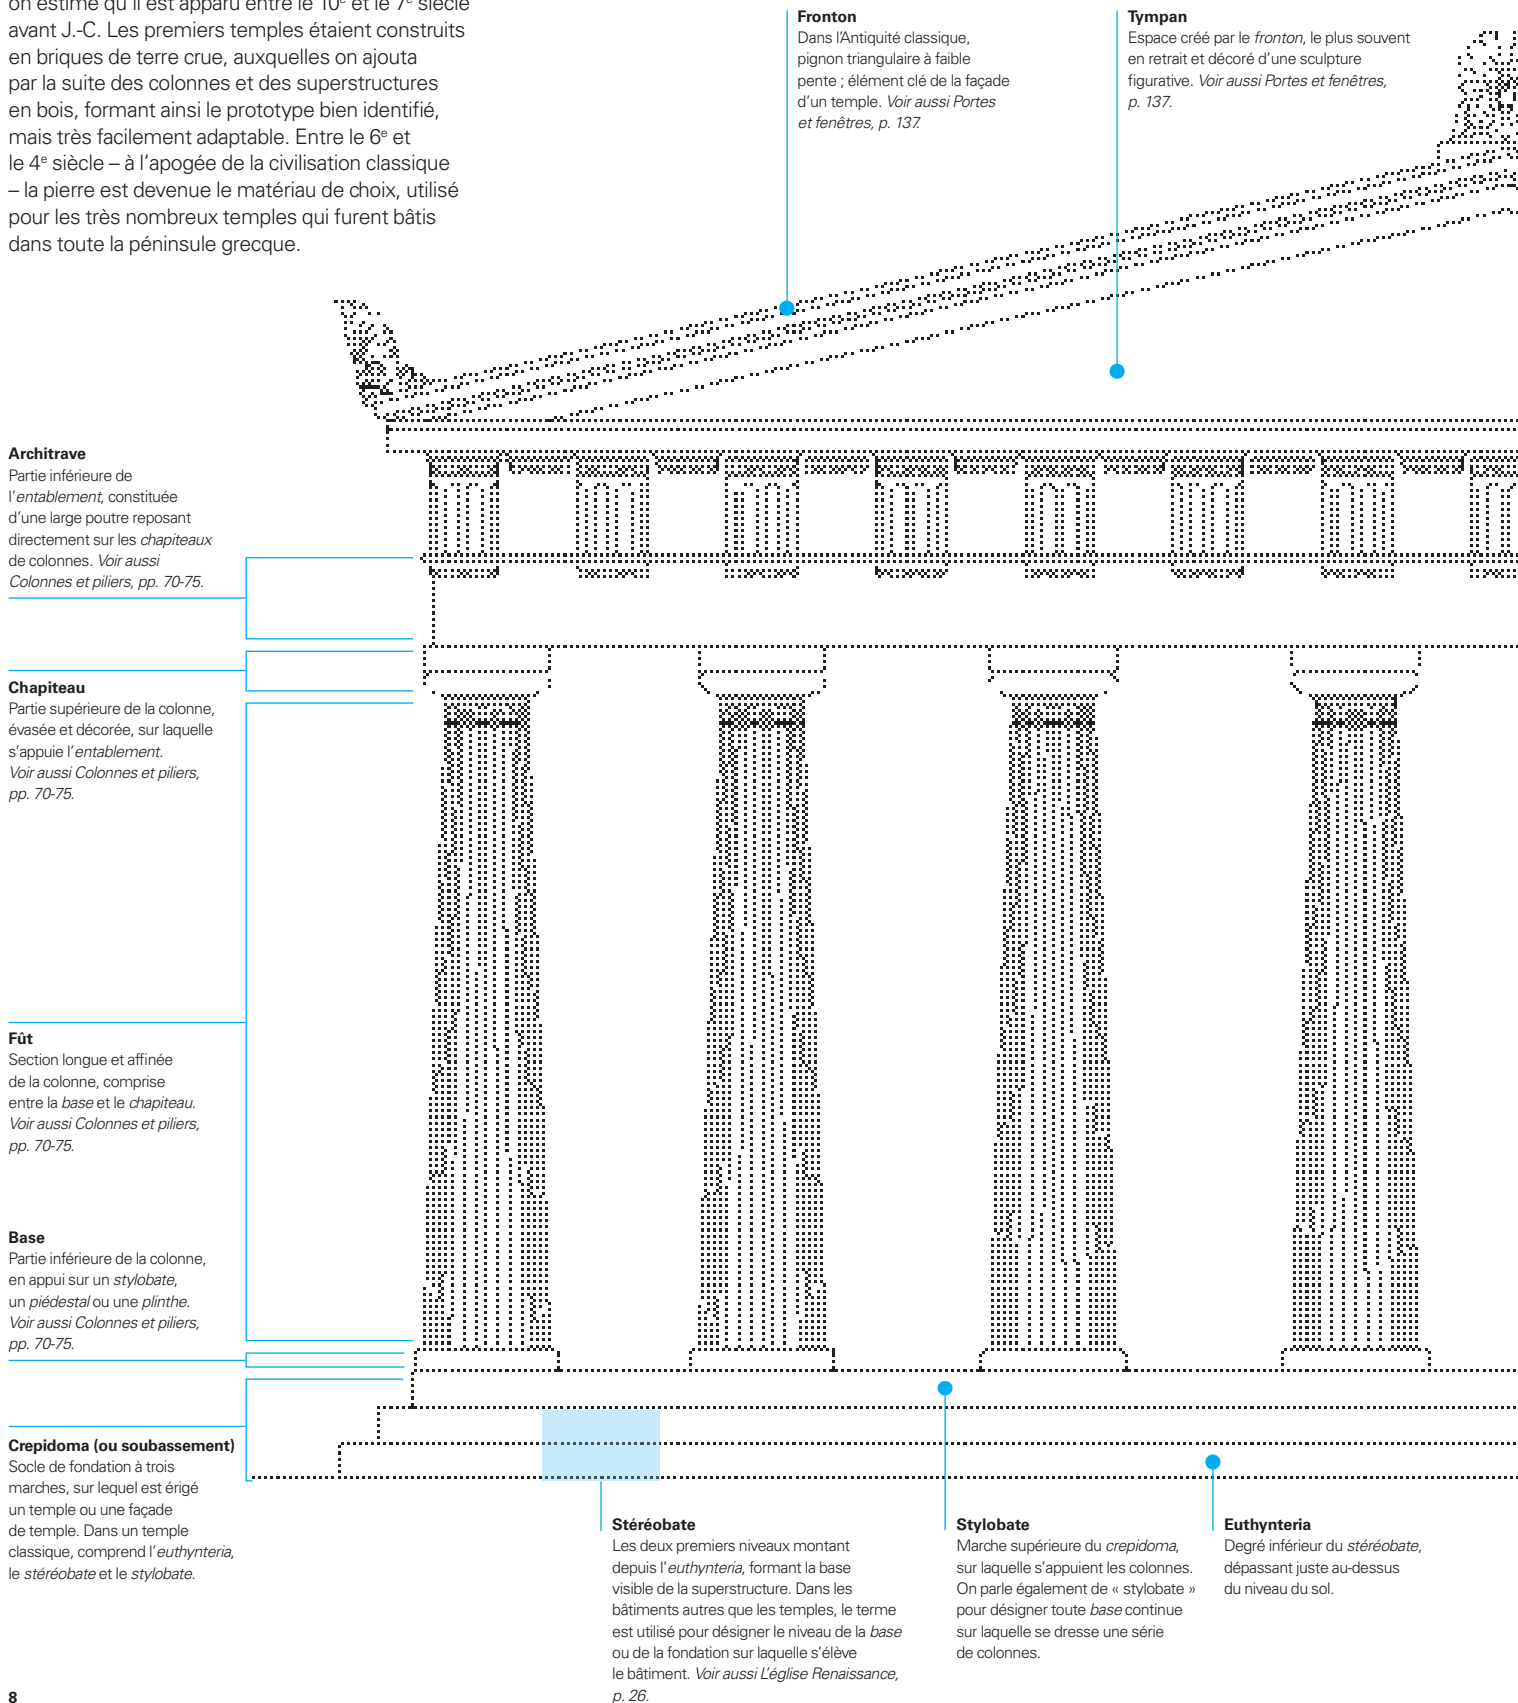 on estime qu'il est apparu entre le 10e et le 7e siècle
avant J.-C. Les premiers temples étaient construits
en briques de terre crue, auxquelles on ajouta
par la suite des colonnes et des superstructures
en bois, formant ainsi le prototype bien identifié,
mais très facilement adaptable. Entre le 6e et
le 4e siècle – à l'apogée de la civilisation classique
– la pierre est devenue le matériau de choix, utilisé
pour les très nombreux temples qui furent bâtis
dans toute la péninsule grecque.
Fronton
Dans l'Antiquité classique,
pignon triangulaire à faible
pente ; élément clé de la façade
d'un temple. Voir aussi Portes
et fenêtres, p. 137.
Tympan
Espace créé par le fronton, le plus souvent
en retrait et décoré d'une sculpture
figurative. Voir aussi Portes et fenêtres,
p. 137.
Architrave
Partie inférieure de
l'entablement, constituée
d'une large poutre reposant
directement sur les chapiteaux
de colonnes. Voir aussi
Colonnes et piliers, pp. 70-75.
Chapiteau
Partie supérieure de la colonne,
évasée et décorée, sur laquelle
s'appuie l'entablement.
Voir aussi Colonnes et piliers,
pp. 70-75.
Fût
Section longue et affinée
de la colonne, comprise
entre la base et le chapiteau.
Voir aussi Colonnes et piliers,
pp. 70-75.
Base
Partie inférieure de la colonne,
en appui sur un stylobate,
un piédestal ou une plinthe.
Voir aussi Colonnes et piliers,
pp. 70-75.
Crepidoma (ou soubassement)
Socle de fondation à trois
marches, sur lequel est érigé
un temple ou une façade
de temple. Dans un temple
classique, comprend l'euthynteria,
le stéréobate et le stylobate.
Stéréobate
Les deux premiers niveaux montant
depuis l'euthynteria, formant la base
visible de la superstructure. Dans les
bâtiments autres que les temples, le terme
est utilisé pour désigner le niveau de la base
ou de la fondation sur laquelle s'élève
le bâtiment. Voir aussi L'église Renaissance,
p. 26.
Stylobate
Marche supérieure du crepidoma,
sur laquelle s'appuient les colonnes.
On parle également de « stylobate »
pour désigner toute base continue
sur laquelle se dresse une série
de colonnes.
Euthynteria
Degré inférieur du stéréobate,
dépassant juste au-dessus
du niveau du sol.
8